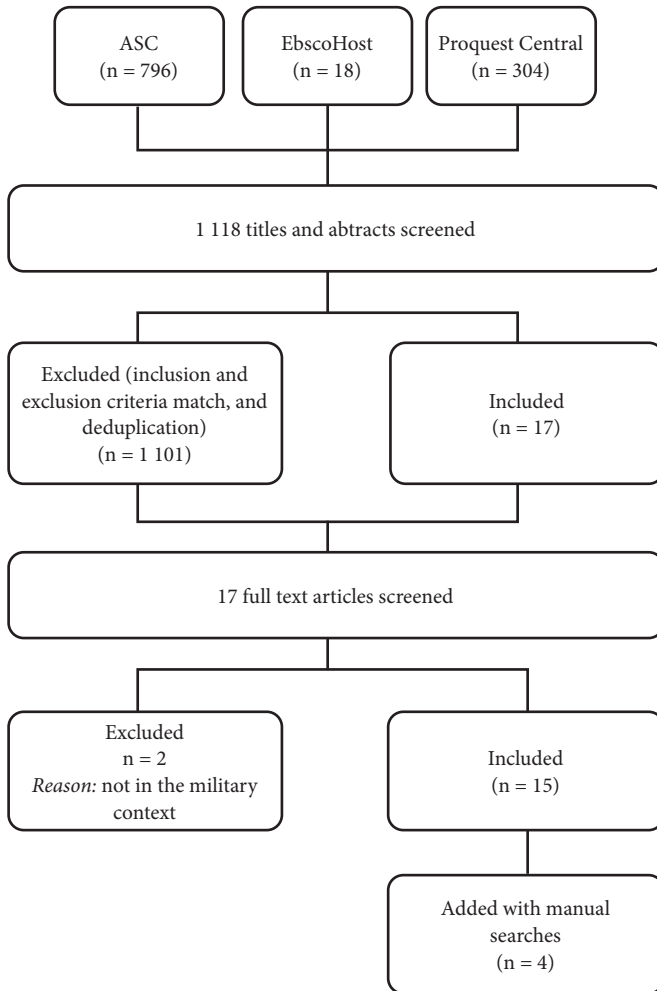 ASC
(n = 796)
EbscoHost
(n = 18)
Proquest Central
(n = 304)
1 118 titles and abtracts screened
Excluded (inclusion and
exclusion criteria match, and
deduplication)
(n = 1 101)
Included
(n = 17)
17 full text articles screened
Excluded
n = 2
Reason: not in the military
context
Included
(n = 15)
Added with manual
searches
(n = 4)